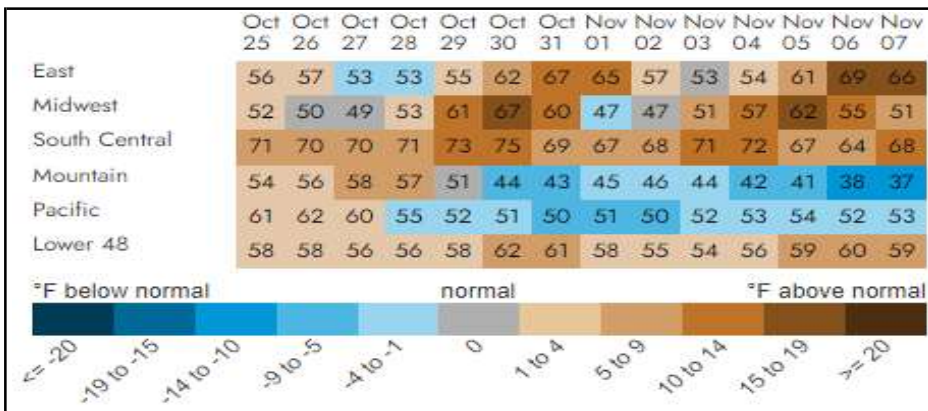 Oct Oct Oct Oct Oct Oct Oct Nov Nov Nov Nov Nov Nov Nov
25 26 27 28 29 30 31 01 02 03 04 05 06 07
East 56 57 53 53 55 62 67 65 57 53 54 61 69 66
Midwest 52 50 49 53 61 67 60 47 47 51 57 62 55 51
South Central 71 70 70 71 73 75 69 67 68 71 72 67 64 68
Mountain 54 56 58 57 51 44 43 45 46 44 42 41 38 37
Pacific 61 62 60 55 52 51 50 51 50 52 53 54 52 53
Lower 48 58 58 56 56 58 62 61 58 55 54 56 59 60 59
°F below normal normal °F above normal
<= -20 -19 to -15 -14 to -10 -9 to -5 -4 to -1 0 1 to 4 5 to 9 10 to 14 15 to 19 >= 20